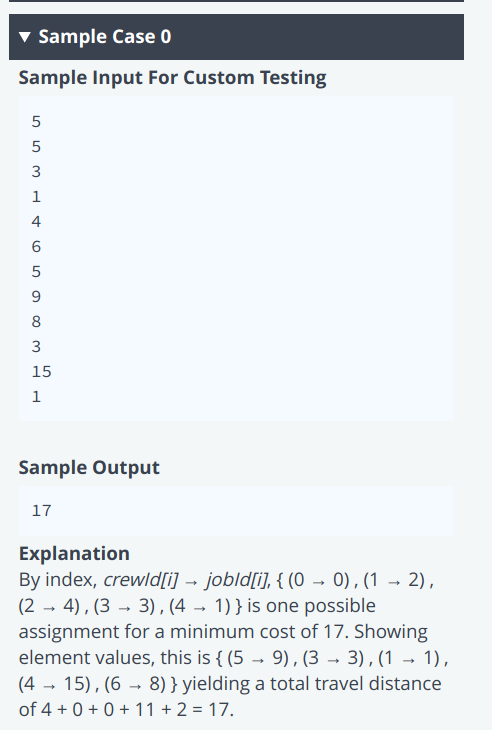 ▼ Sample Case 0
Sample Input For Custom Testing
5
5
3
1
4
6
5
9
8
3
15
1
Sample Output
17
Explanation
By index, crewId[i] → jobId[i], { (0 → 0) , (1 → 2) ,
(2 → 4) , (3 → 3) , (4 → 1) } is one possible
assignment for a minimum cost of 17. Showing
element values, this is { (5 → 9) , (3 → 3) , (1 → 1) ,
(4 → 15) , (6 → 8) } yielding a total travel distance
of 4 + 0 + 0 + 11 + 2 = 17.